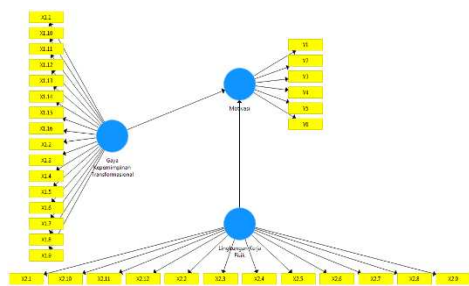 X1.1
X1.10
X1.11
X1.12
X1.13
X1.14
X1.15
X1.16
X1.2
X1.3
X1.4
X1.5
X1.6
X1.7
X1.8
X1.9
Gaya
Kepemimpinan
Transformasional
Motivasi
Y1
Y2
Y3
Y4
Y5
Y6
Lingkungan Kerja
Fisik
X2.1
X2.10
X2.11
X2.12
X2.2
X2.3
X2.4
X2.5
X2.6
X2.7
X2.8
X2.9